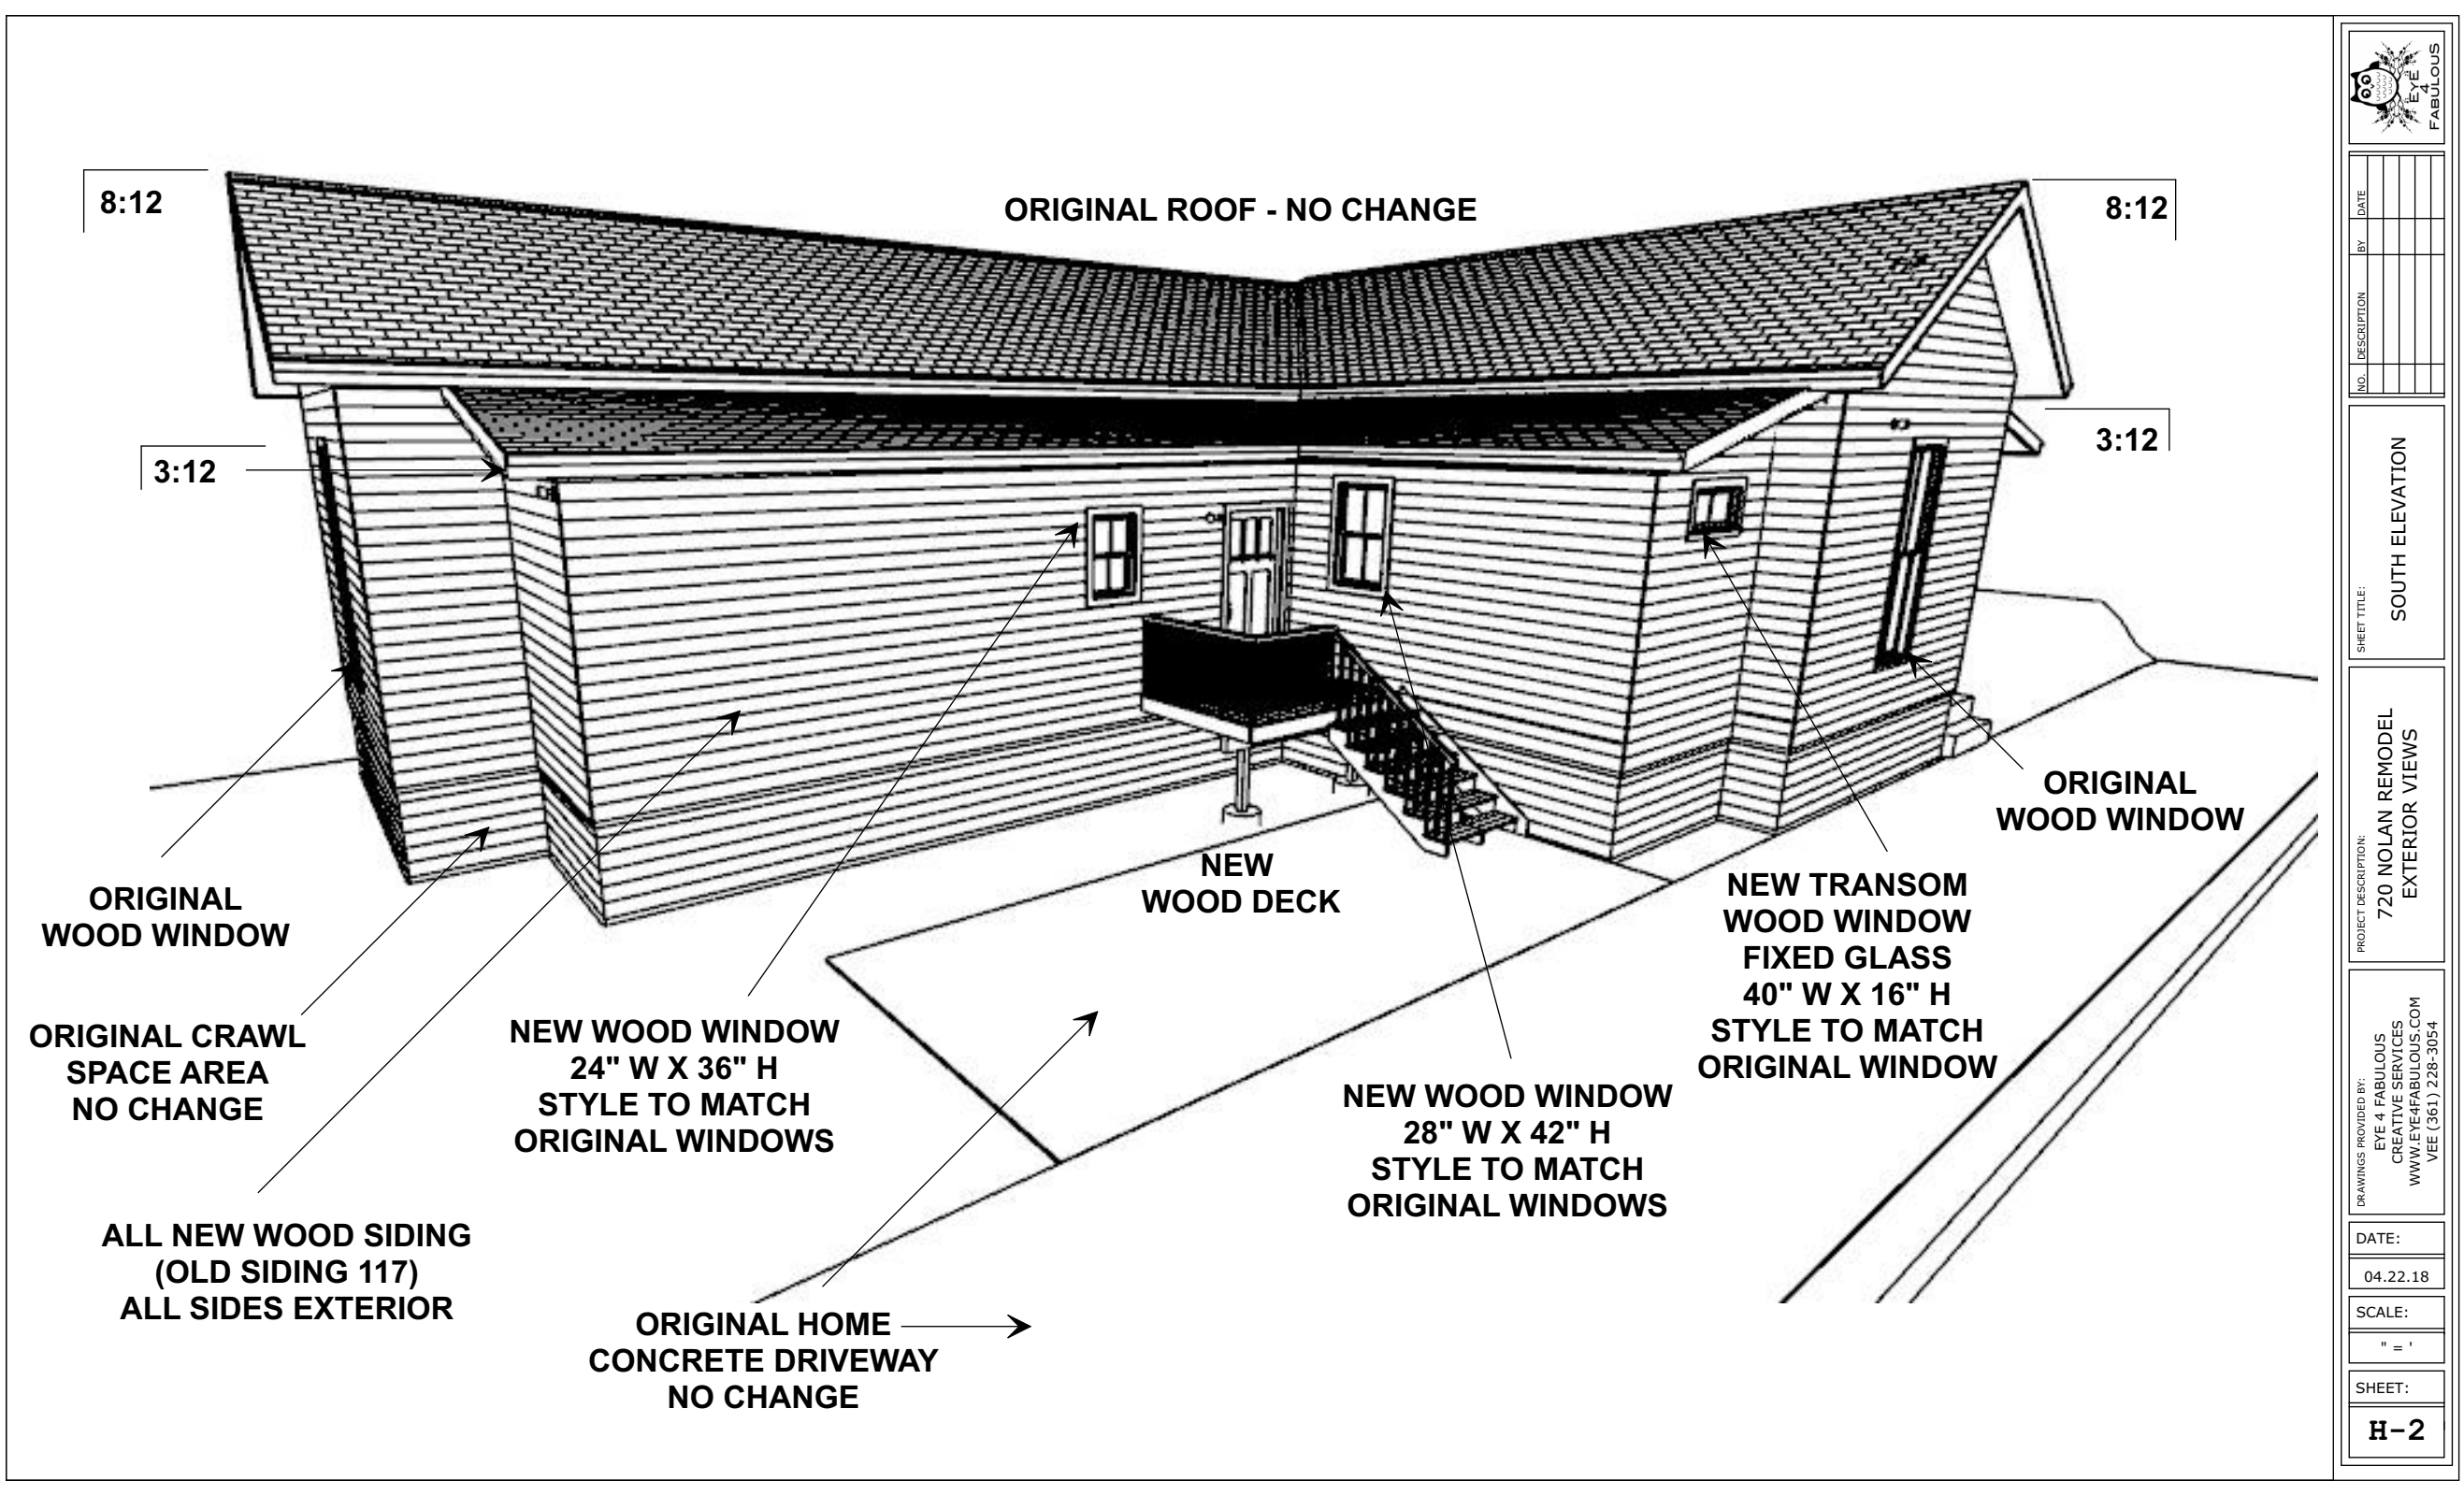 8:12
ORIGINAL ROOF - NO CHANGE
8:12
3:12
3:12
ORIGINAL
WOOD WINDOW
ORIGINAL CRAWL
SPACE AREA
NO CHANGE
ALL NEW WOOD SIDING
(OLD SIDING 117)
ALL SIDES EXTERIOR
NEW WOOD WINDOW
24" W X 36" H
STYLE TO MATCH
ORIGINAL WINDOWS
ORIGINAL HOME
CONCRETE DRIVEWAY
NO CHANGE
NEW
WOOD DECK
NEW WOOD WINDOW
28" W X 42" H
STYLE TO MATCH
ORIGINAL WINDOWS
NEW TRANSOM
WOOD WINDOW
FIXED GLASS
40" W X 16" H
STYLE TO MATCH
ORIGINAL WINDOW
ORIGINAL
WOOD WINDOW
EYE
4
FABULOUS
NO. DESCRIPTION BY DATE
SHEET TITLE:
SOUTH ELEVATION
PROJECT DESCRIPTION:
720 NOLAN REMODEL
EXTERIOR VIEWS
DRAWINGS PROVIDED BY:
EYE 4 FABULOUS
CREATIVE SERVICES
WWW.EYE4FABULOUS.COM
VEE (361) 228-3054
DATE:
04.22.18
SCALE:
" = '
SHEET:
H-2